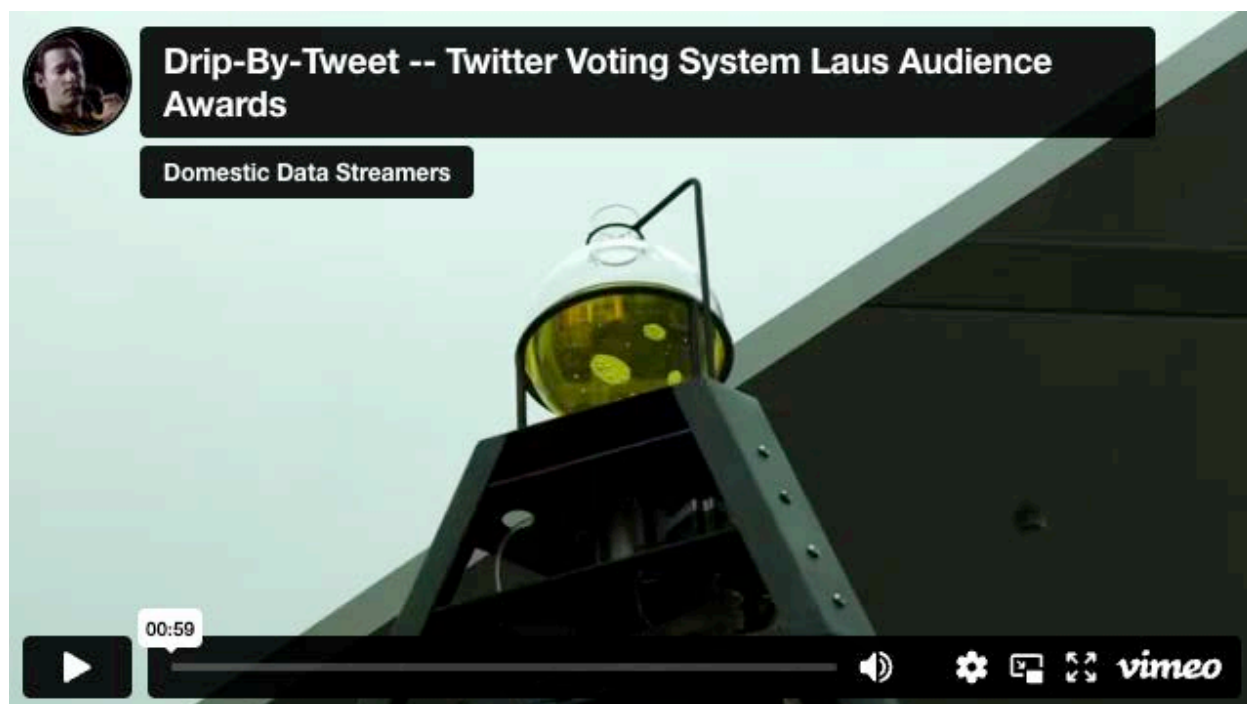 Drip-By-Tweet -- Twitter Voting System Laus Audience
Awards
Domestic Data Streamers
00:59
vimeo